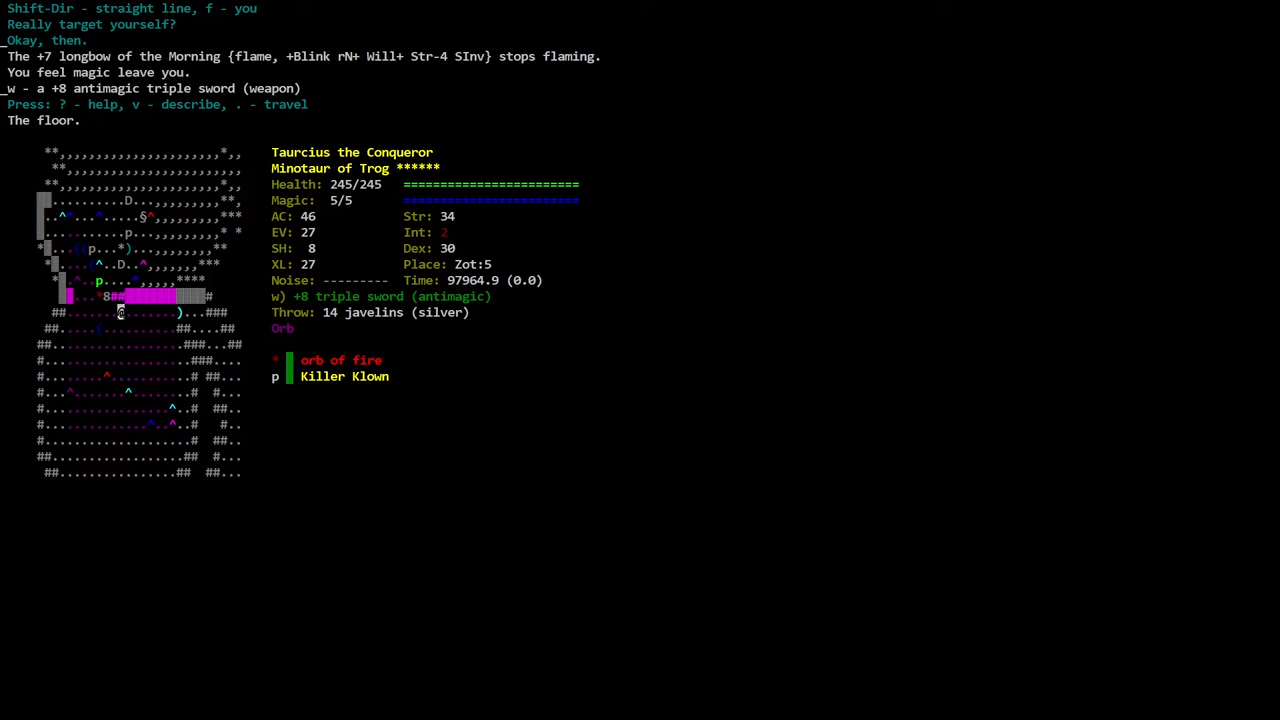 Shift-Dir - straight line, f - you
Really target yourself?
_Okay, then.
The +7 longbow of the Morning {flame, +Blink rN+ Will+ Str-4 SInv} stops flaming.
You feel magic leave you.
_w - a +8 antimagic triple sword (weapon)
Press: ? - help, v - describe, . - travel
The floor.
Taurcius the Conqueror
Minotaur of Trog ******
Health: 245/245 ========================
Magic: 5/5 ========================
AC: 46 Str: 34
EV: 27 Int: 2
SH: 8 Dex: 30
XL: 27 Place: Zot:5
Noise: --------- Time: 97964.9 (0.0)
w) +8 triple sword (antimagic)
Throw: 14 javelins (silver)
Orb
* orb of fire
p Killer Klown